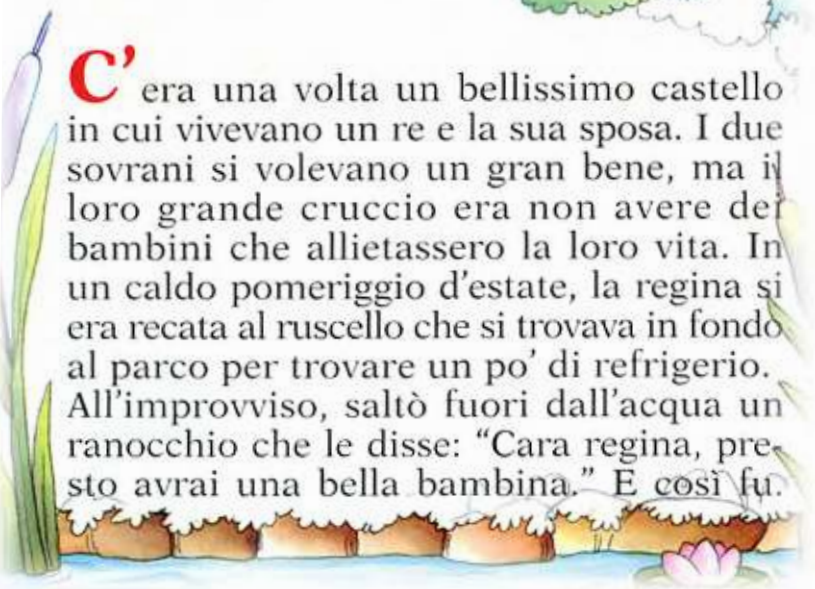 C'era una volta un bellissimo castello
in cui vivevano un re e la sua sposa. I due
sovrani si volevano un gran bene, ma il
loro grande cruccio era non avere dei
bambini che allietassero la loro vita. In
un caldo pomeriggio d'estate, la regina si
era recata al ruscello che si trovava in fondo
al parco per trovare un po' di refrigerio.
All'improvviso, saltò fuori dall'acqua un
ranocchio che le disse: “Cara regina, pre-
sto avrai una bella bambina.” E così fu.